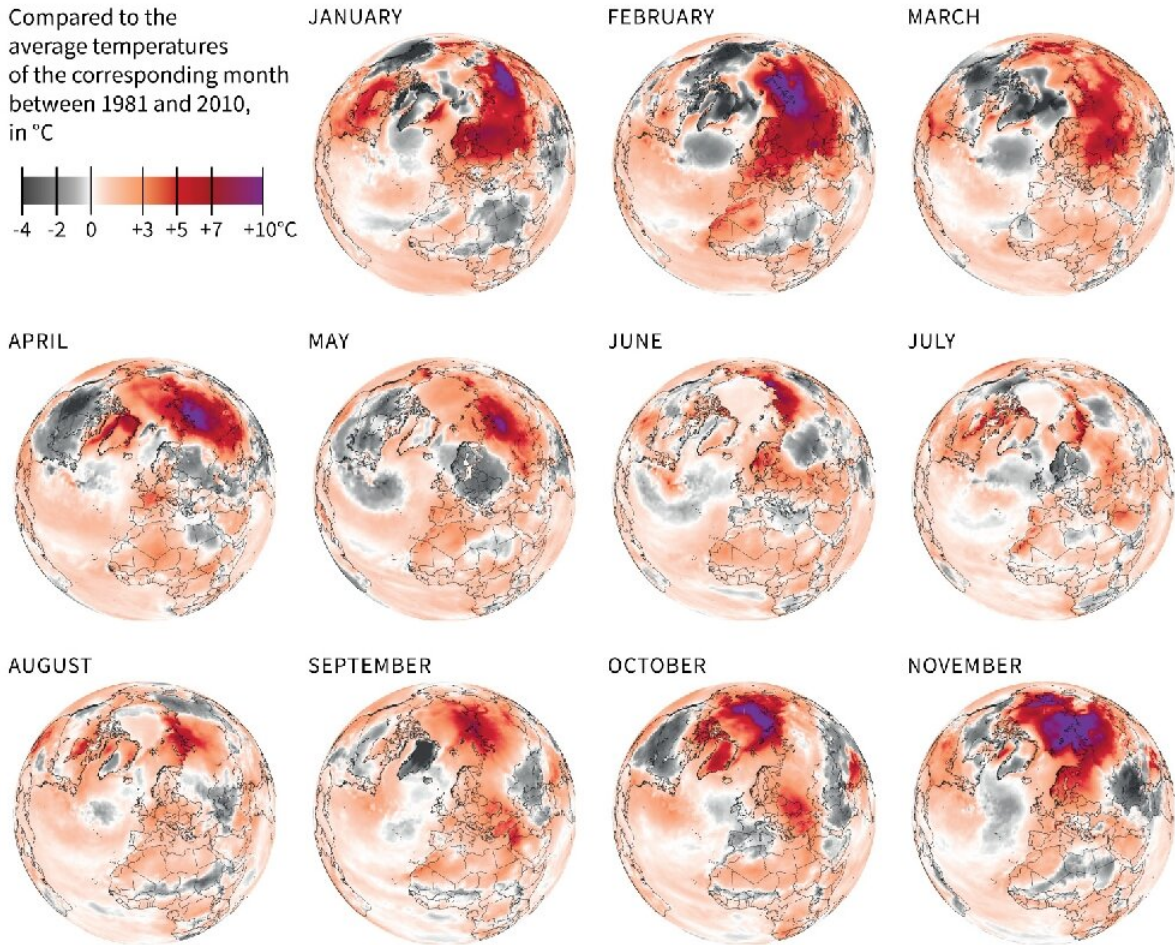 Compared to the
average temperatures
of the corresponding month
between 1981 and 2010,
in °C
-4 -2 0 +3 +5 +7 +10°C
JANUARY FEBRUARY MARCH
APRIL MAY JUNE JULY
AUGUST SEPTEMBER OCTOBER NOVEMBER